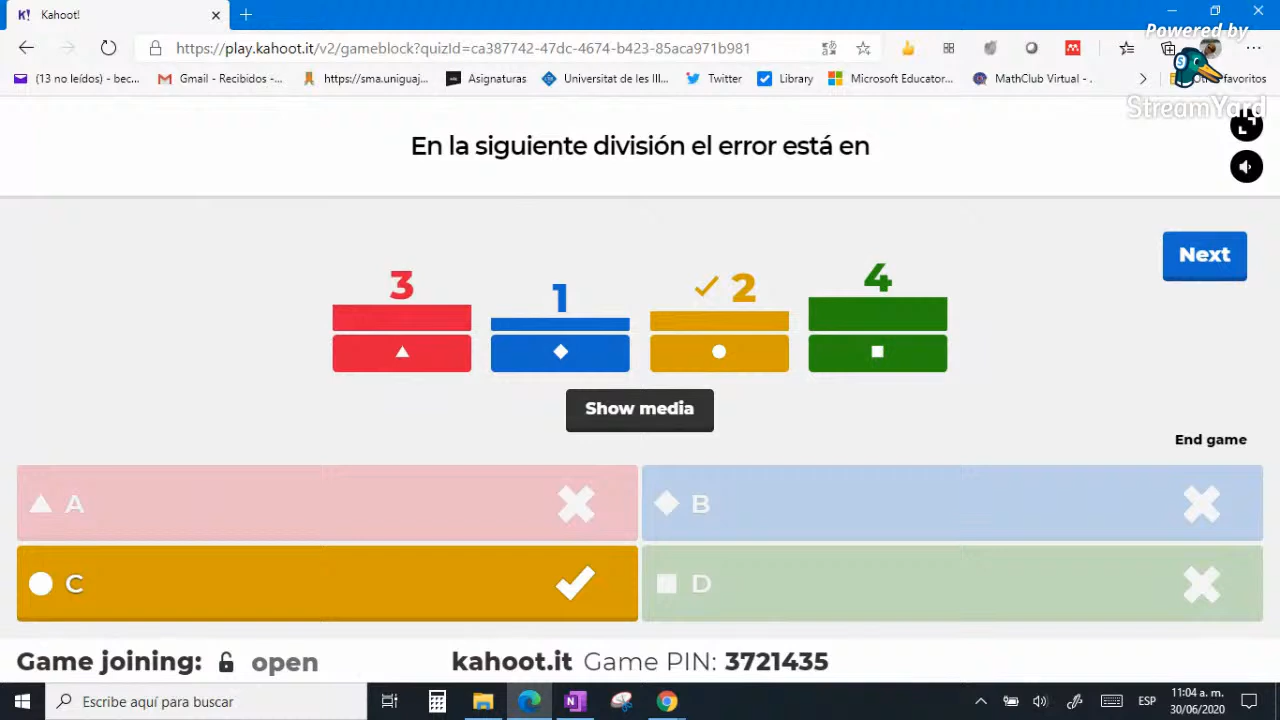 K! Kahoot!
https://play.kahoot.it/v2/gameblock?quizId=ca387742-47dc-4674-b423-85aca971b981
(13 no leídos) - bec... Gmail - Recibidos -... https://sma.uniguaj... Asignaturas Universitat de les Ill... Twitter Library Microsoft Educator... MathClub Virtual -... Otros favoritos
Powered by
StreamYard
En la siguiente división el error está en
Next
3 1 2 4
Show media
End game
A
B
C
D
Game joining: open kahoot.it Game PIN: 3721435
Escribe aquí para buscar
ESP
11:04 a. m.
30/06/2020